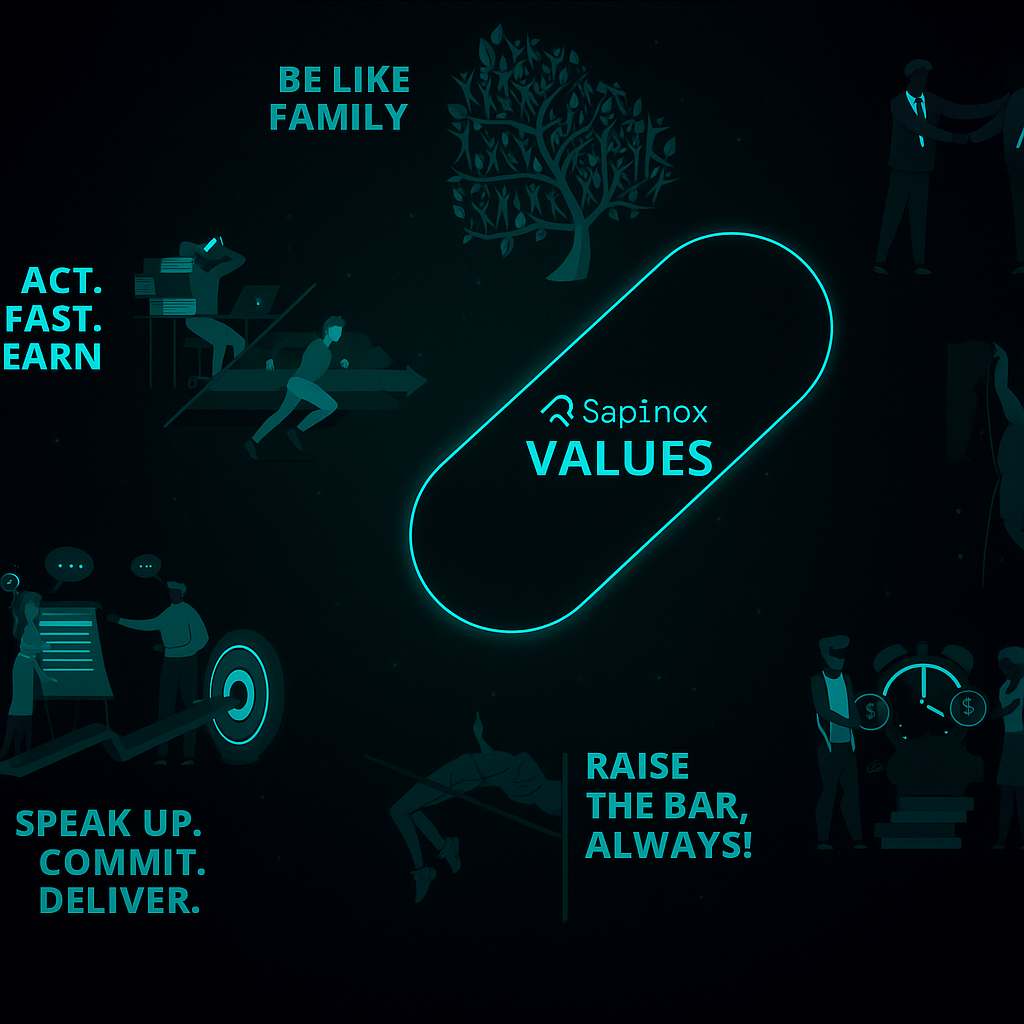 BE LIKE
FAMILY
ACT.
FAST.
EARN
Sapinox
VALUES
SPEAK UP.
COMMIT.
DELIVER.
RAISE
THE BAR,
ALWAYS!
$
$